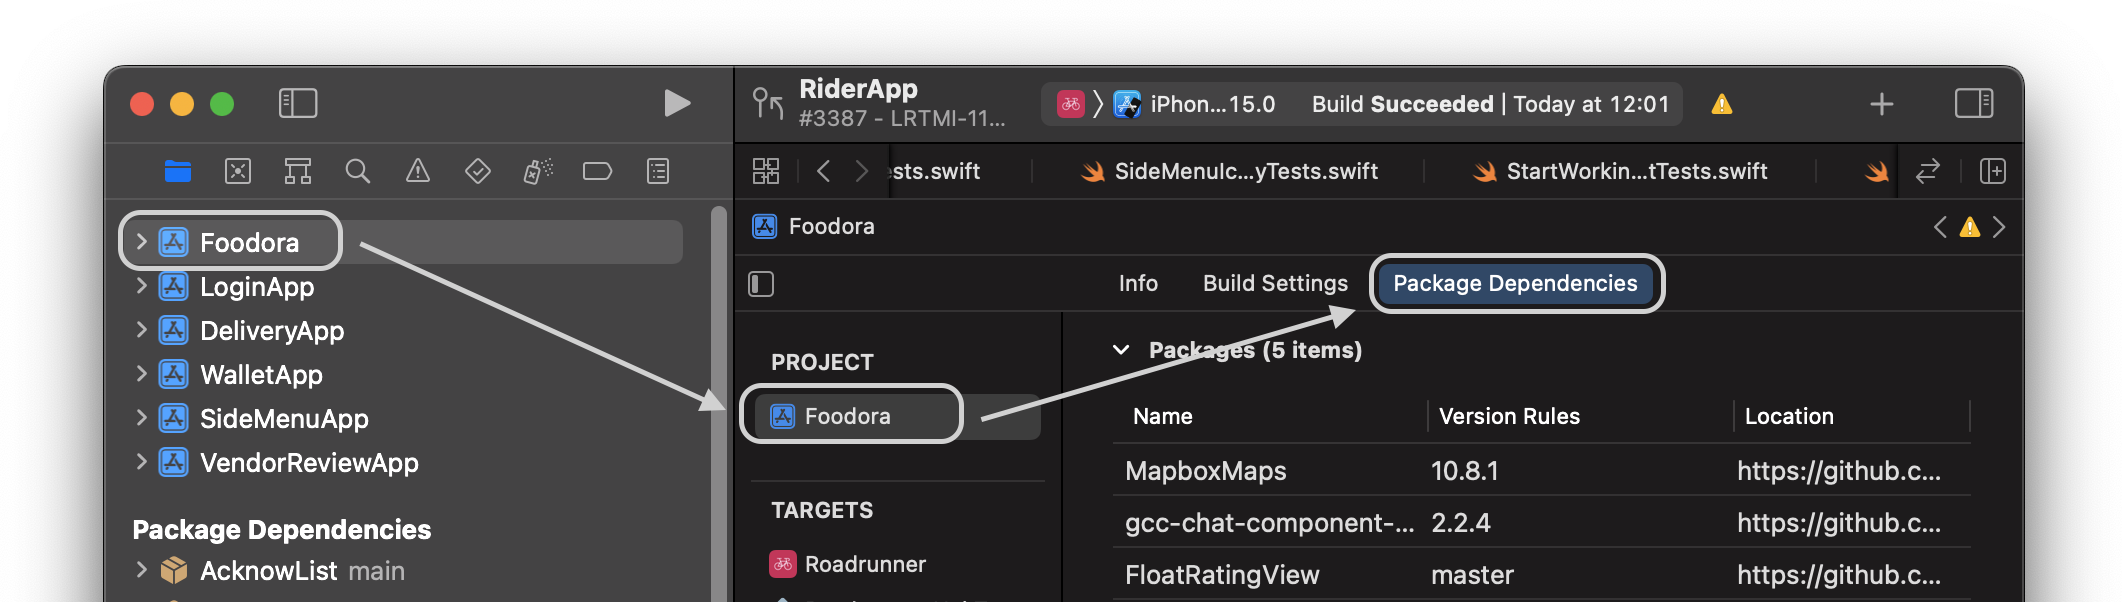 RiderApp
#3387 - LRTMI-11...
iPhon...15.0
Build Succeeded | Today at 12:01
sts.swift
SideMenuIc...yTests.swift
StartWorkin...tTests.swift
Foodora
LoginApp
DeliveryApp
WalletApp
SideMenuApp
VendorReviewApp
Package Dependencies
AcknowList main
Foodora
Info
Build Settings
Package Dependencies
PROJECT
Foodora
TARGETS
Roadrunner
Packages (5 items)
Name Version Rules Location
MapboxMaps 10.8.1 https://github.c...
gcc-chat-component-... 2.2.4 https://github.c...
FloatRatingView master https://github.c...